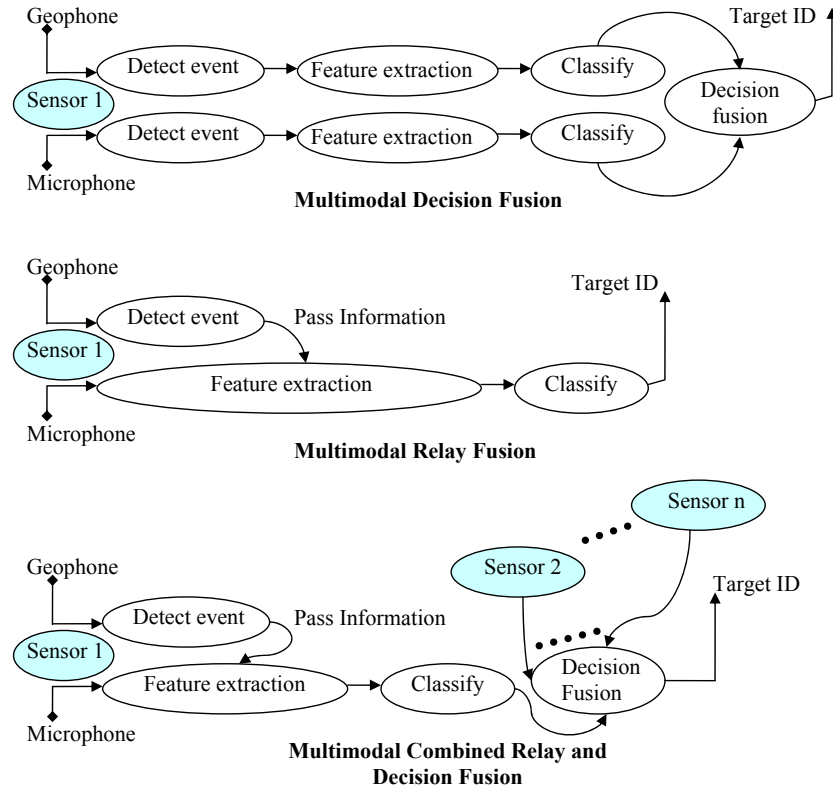 Geophone
Target ID
Detect event
Feature extraction
Classify
Sensor 1
Decision
fusion
Detect event
Feature extraction
Classify
Microphone
Multimodal Decision Fusion
Geophone
Target ID
Detect event
Pass Information
Sensor 1
Feature extraction
Classify
Microphone
Multimodal Relay Fusion
Sensor n
Geophone
Sensor 2
Target ID
Detect event
Pass Information
Sensor 1
Feature extraction
Classify
Decision
Fusion
Microphone
Multimodal Combined Relay and
Decision Fusion